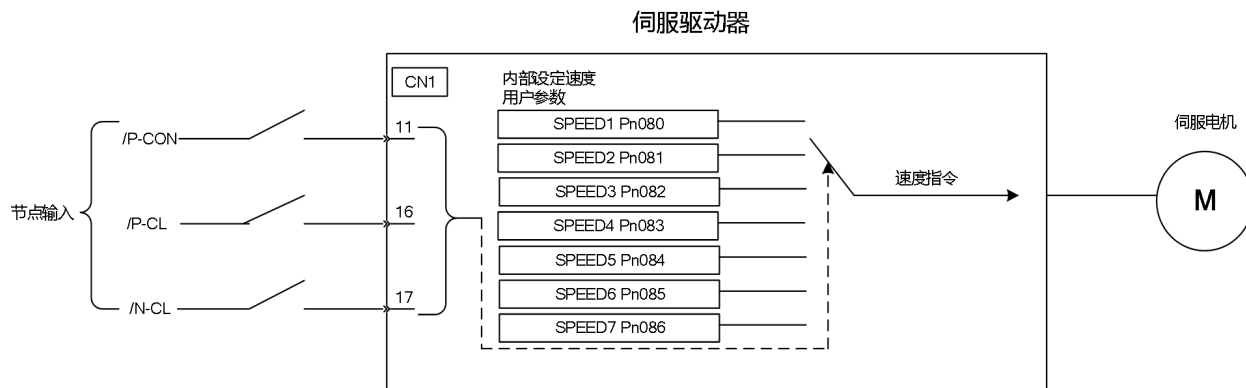 伺服驱动器
CN1
内部设定速度
用户参数
SPEED1 Pn080
SPEED2 Pn081
SPEED3 Pn082
SPEED4 Pn083
SPEED5 Pn084
SPEED6 Pn085
SPEED7 Pn086
节点输入
/P-CON
11
/P-CL
16
/N-CL
17
速度指令
伺服电机
M